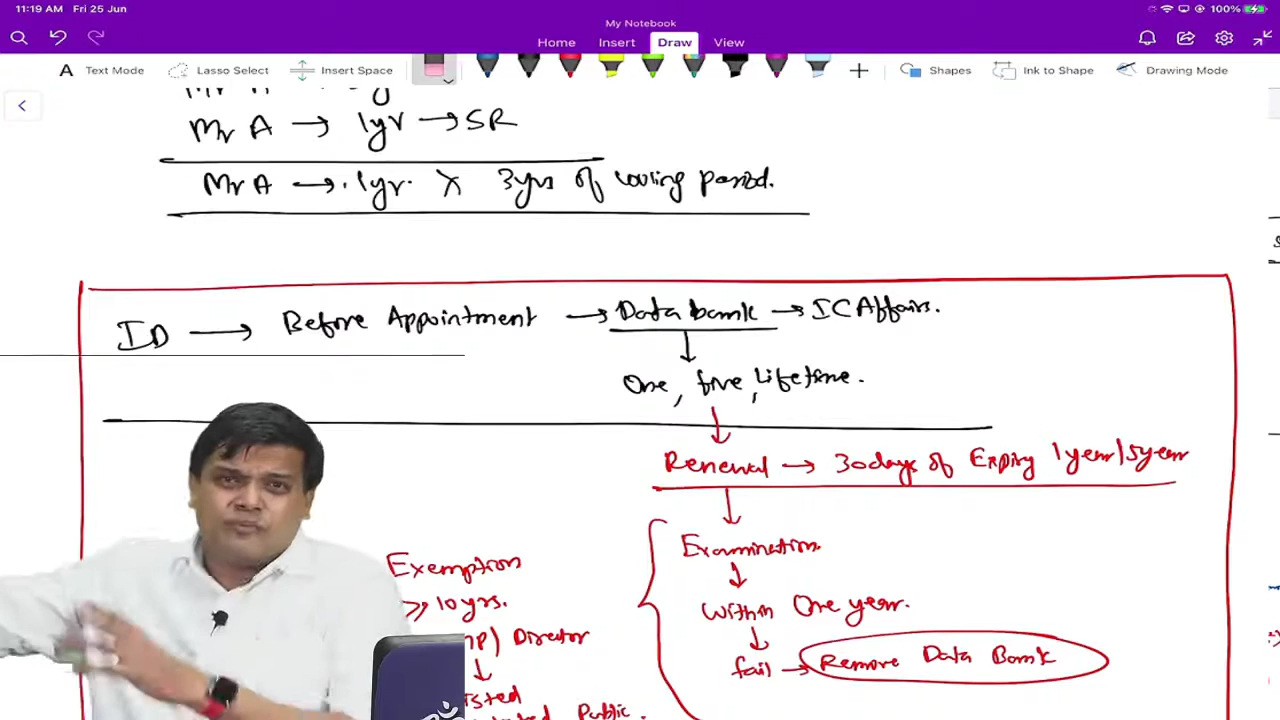 11:19 AM Fri 25 Jun 100%
My Notebook
Home Insert Draw View
Text Mode Lasso Select Insert Space Shapes Ink to Shape Drawing Mode
Mr A → 1yr → SR
Mr A → 1yr. X 3yrs of cooling period.
ID → Before Appointment → Data bank → IC Affairs.
One, five, Lifetime.
Renewal → 30days of Expiry 1year/5year
Examination.
Exemption
Within One year.
10yrs.
Director
fail → Remove Data Bank
Public.